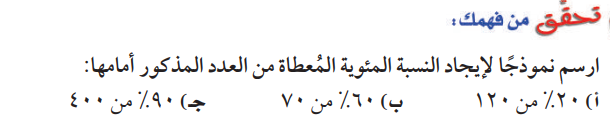 تحقق من فهمك:
ارسم نموذجًا لإيجاد النسبة المئوية المُعطاة من العدد المذكور أمامها:
أ) ٢٠٪ من ١٢٠ ب) ٦٠٪ من ٧٠ جـ) ٩٠٪ من ٤٠٠